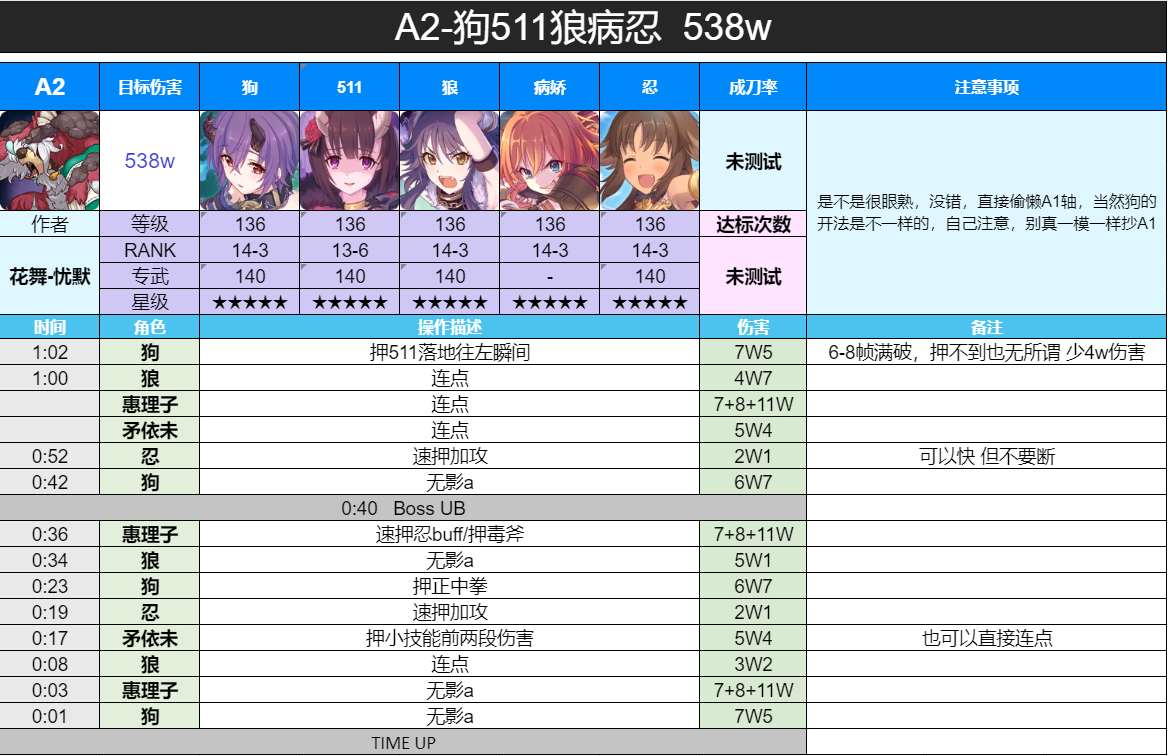 A2-狗511狼病忍 538w
A2 目标伤害 狗 511 狼 病娇 忍 成刀率 注意事项
538w 未测试
是不是很眼熟，没错，直接偷懒A1轴，当然狗的
开法是不一样的，自己注意，别真一模一样抄A1
作者 等级 136 136 136 136 136 达标次数
花舞-忧默 RANK 14-3 13-6 14-3 14-3 14-3 未测试
专武 140 140 140 - 140
星级 ★★★★★ ★★★★★ ★★★★★ ★★★★★ ★★★★★
时间 角色 操作描述 伤害 备注
1:02 狗 押511落地往左瞬间 7W5 6-8帧满破，押不到也无所谓 少4w伤害
1:00 狼 连点 4W7
惠理子 连点 7+8+11W
矛依未 连点 5W4
0:52 忍 速押加攻 2W1 可以快 但不要断
0:42 狗 无影a 6W7
0:40 Boss UB
0:36 惠理子 速押忍buff/押毒斧 7+8+11W
0:34 狼 无影a 5W1
0:23 狗 押正中拳 6W7
0:19 忍 速押加攻 2W1
0:17 矛依未 押小技能前两段伤害 5W4 也可以直接连点
0:08 狼 连点 3W2
0:03 惠理子 无影a 7+8+11W
0:01 狗 无影a 7W5
TIME UP